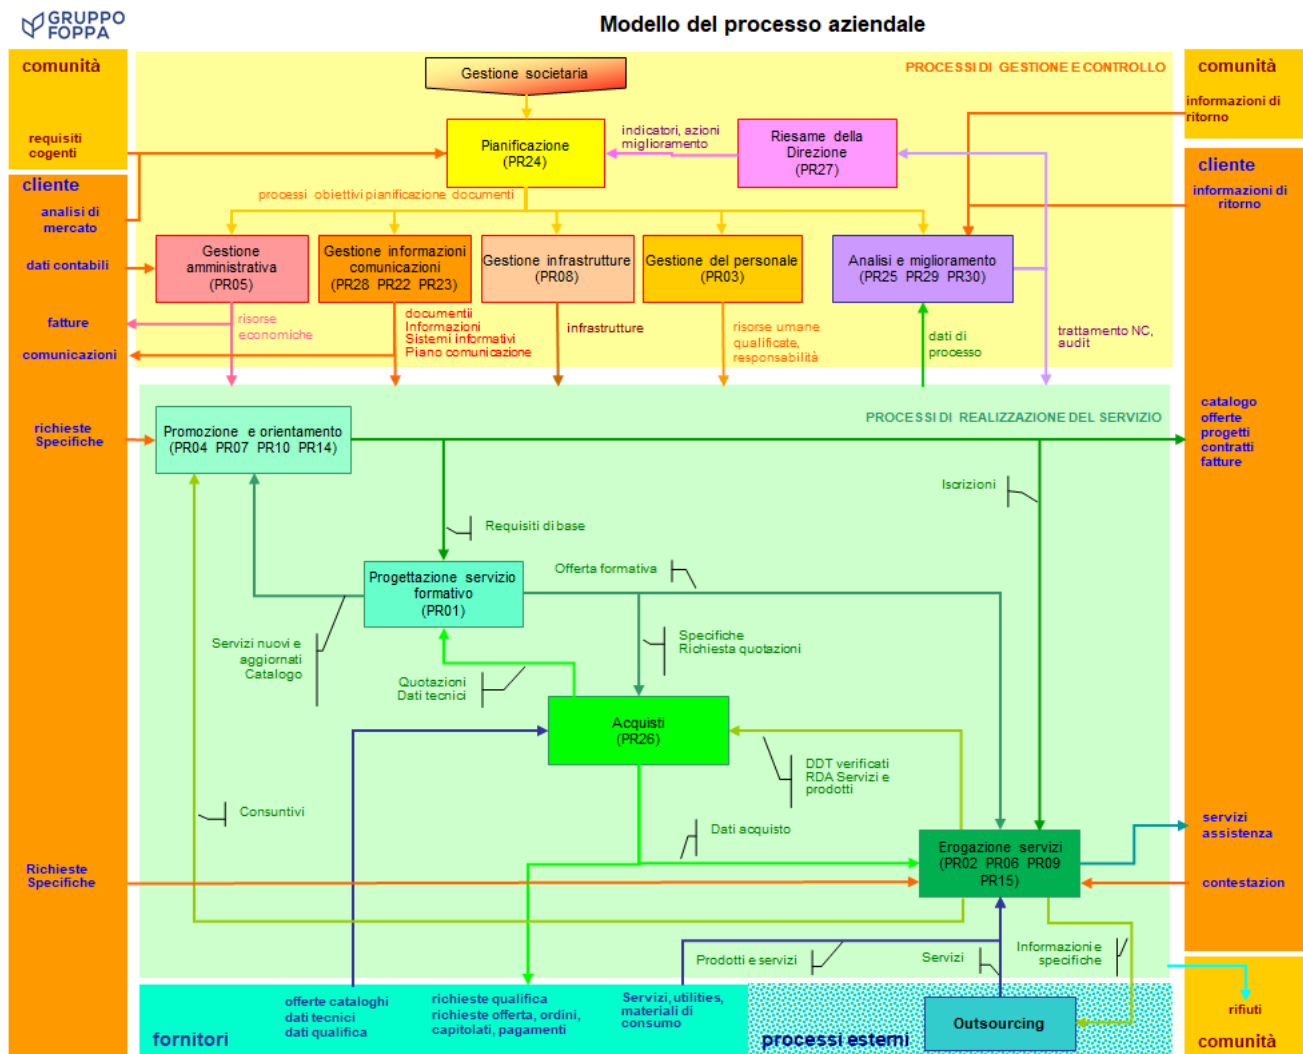 GRUPPO
FOPPA
Modello del processo aziendale
comunità
requisiti
cogenti
cliente
analisi di
mercato
dati contabili
fatture
comunicazioni
richieste
Specifiche
Richieste
Specifiche
PROCESSI DI GESTIONE E CONTROLLO
Gestione societaria
Pianificazione
(PR24)
indicatori, azioni
miglioramento
Riesame della
Direzione
(PR27)
processi obiettivi pianificazione documenti
Gestione
amministrativa
(PR05)
Gestione informazioni
comunicazioni
(PR28 PR22 PR23)
Gestione infrastrutture
(PR08)
Gestione del personale
(PR03)
Analisi e miglioramento
(PR25 PR29 PR30)
risorse
economiche
documentii
Informazioni
Sistemi informativi
Piano comunicazione
infrastrutture
risorse umane
qualificate,
responsabilità
dati di
processo
trattamento NC,
audit
comunità
informazioni di
ritorno
cliente
informazioni di
ritorno
catalogo
offerte
progetti
contratti
fatture
servizi
assistenza
contestazion
PROCESSI DI REALIZZAZIONE DEL SERVIZIO
Promozione e orientamento
(PR04 PR07 PR10 PR14)
Iscrizioni
Requisiti di base
Progettazione servizio
formativo
(PR01)
Offerta formativa
Servizi nuovi e
aggiornati
Catalogo
Specifiche
Richiesta quotazioni
Quotazioni
Dati tecnici
Acquisti
(PR26)
DDT verificati
RDA Servizi e
prodotti
Consuntivi
Dati acquisto
Erogazione servizi
(PR02 PR06 PR09
PR15)
Prodotti e servizi
Servizi
Informazioni e
specifiche
offerte cataloghi
dati tecnici
dati qualifica
richieste qualifica
richieste offerta, ordini,
capitolati, pagamenti
Servizi, utilities,
materiali di
consumo
fornitori
processi esterni
Outsourcing
rifiuti
comunità